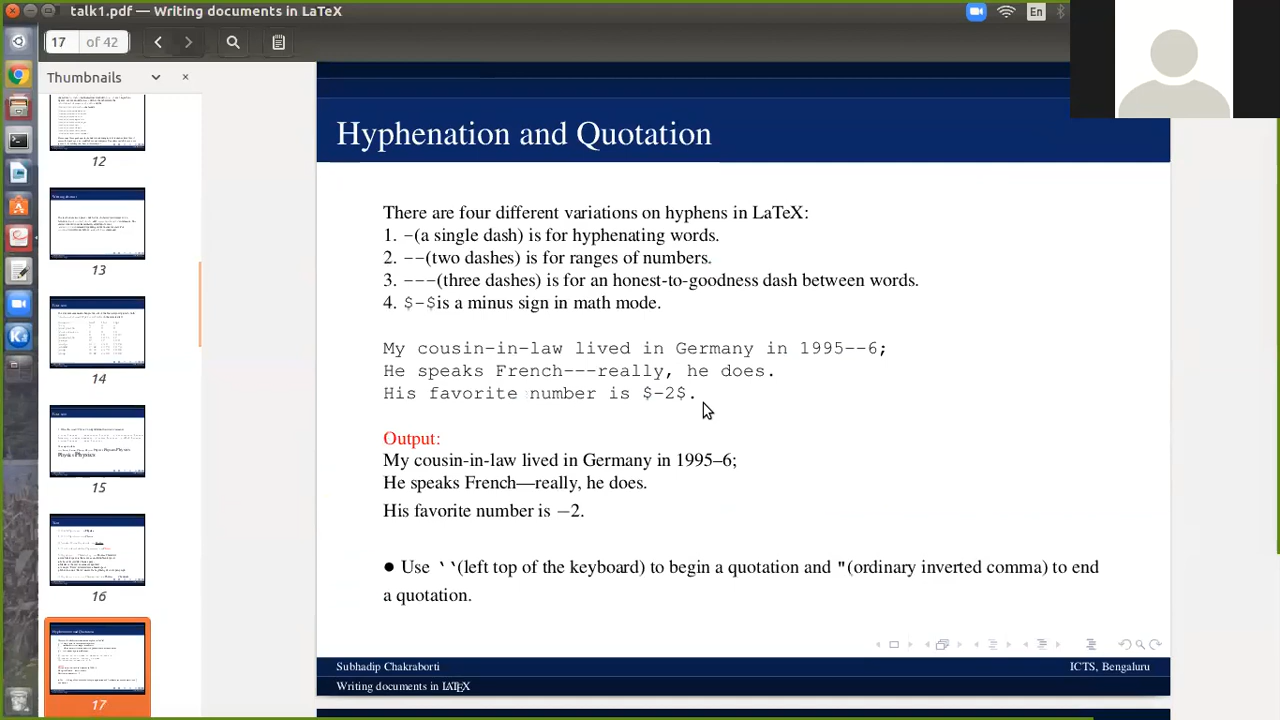 talk1.pdf — Writing documents in LaTeX
En
17 of 42
Thumbnails
12
13
14
15
16
17
Hyphenation and Quotation
There are four different variations on hyphens in LaTeX:
1. -(a single dash) is for hyphenating words.
2. --(two dashes) is for ranges of numbers.
3. ---(three dashes) is for an honest-to-goodness dash between words.
4. $-$is a minus sign in math mode.
My cousin-in-law lived in Germany in 1995--6;
He speaks French---really, he does.
His favorite number is $-2$.
Output:
My cousin-in-law lived in Germany in 1995–6;
He speaks French—really, he does.
His favorite number is −2.
● Use ``(left top of the keyboard) to begin a quotation and "(ordinary inverted comma) to end
a quotation.
Subhadip Chakraborti ICTS, Bengaluru
Writing documents in LATEX